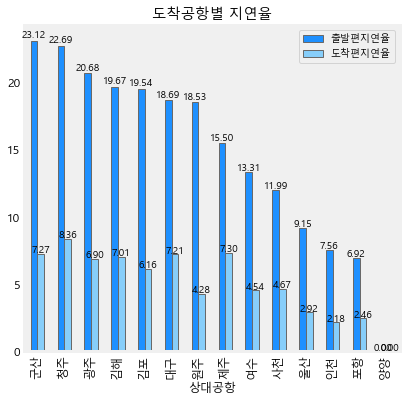 도착공항별 지연율
출발편지연율
도착편지연율
23.12
22.69
20.68
19.67
19.54
18.69
18.53
15.50
13.31
11.99
9.15
7.56
6.92
0.00
7.27
8.36
6.90
7.01
6.16
7.21
4.28
7.30
4.54
4.67
2.92
2.18
2.46
0.00
20
15
10
5
0
군산
청주
광주
김해
김포
대구
원주
제주
여수
사천
울산
인천
포항
양양
상대공항